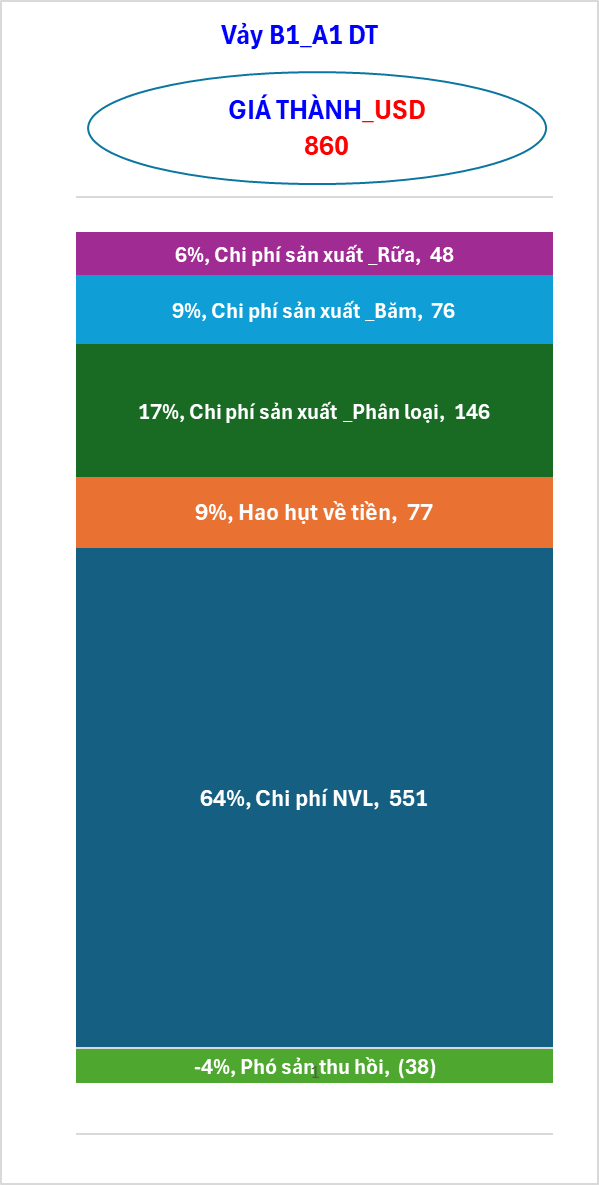 Vảy B1_A1 DT
GIÁ THÀNH_USD
860
6%, Chi phí sản xuất _Rữa, 48
9%, Chi phí sản xuất _Băm, 76
17%, Chi phí sản xuất _Phân loại, 146
9%, Hao hụt về tiền, 77
64%, Chi phí NVL, 551
-4%, Phó sản thu hồi, (38)
1